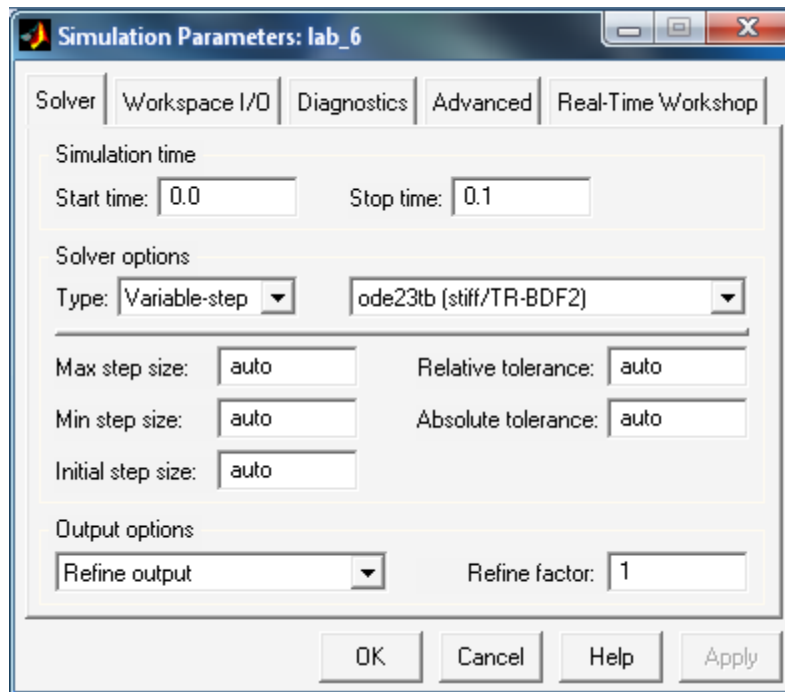 Simulation Parameters: lab_6
Solver Workspace I/O Diagnostics Advanced Real-Time Workshop
Simulation time
Start time: 0.0 Stop time: 0.1
Solver options
Type: Variable-step ode23tb (stiff/TR-BDF2)
Max step size: auto Relative tolerance: auto
Min step size: auto Absolute tolerance: auto
Initial step size: auto
Output options
Refine output Refine factor: 1
OK Cancel Help Apply